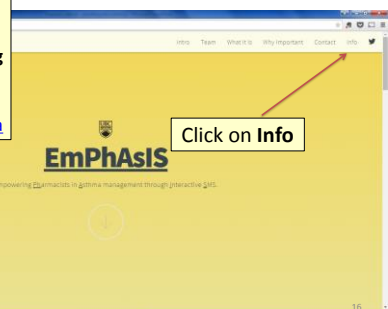 g
n
Intro Team What it is Why Important Contact Info
Click on Info
EmPhAsIS
mpowering Pharmacists in Asthma management through Interactive SMS.
16